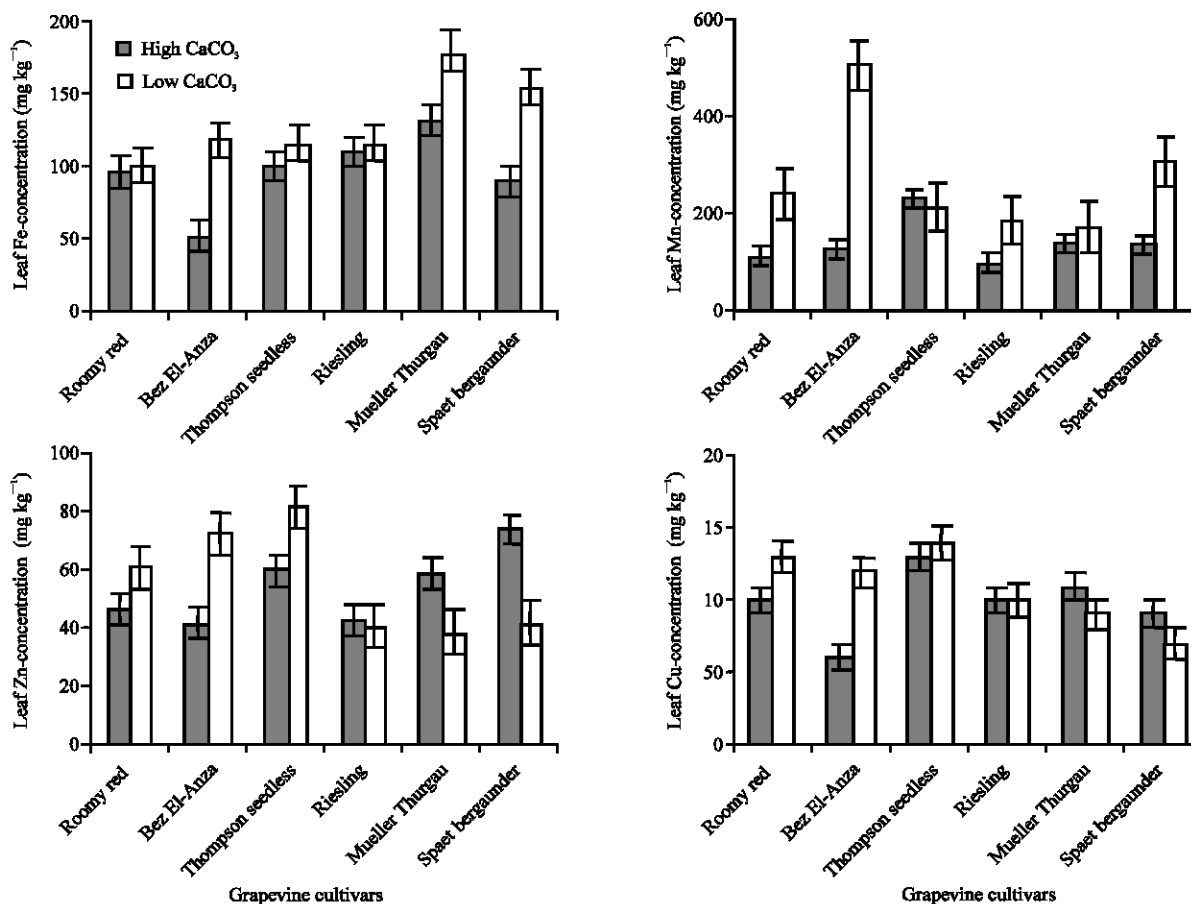 Leaf Fe-concentration (mg kg⁻¹)
200
150
100
50
0
High CaCO₃
Low CaCO₃
Roomy red
Bez El-Anza
Thompson seedless
Riesling
Mueller Thurgau
Spaet bergaunder
Leaf Mn-concentration (mg kg⁻¹)
600
400
200
0
Roomy red
Bez El-Anza
Thompson seedless
Riesling
Mueller Thurgau
Spaet bergaunder
Leaf Zn-concentration (mg kg⁻¹)
100
80
60
40
20
0
Roomy red
Bez El-Anza
Thompson seedless
Riesling
Mueller Thurgau
Spaet bergaunder
Grapevine cultivars
Leaf Cu-concentration (mg kg⁻¹)
20
15
10
50
0
Roomy red
Bez El-Anza
Thompson seedless
Riesling
Mueller Thurgau
Spaet bergaunder
Grapevine cultivars